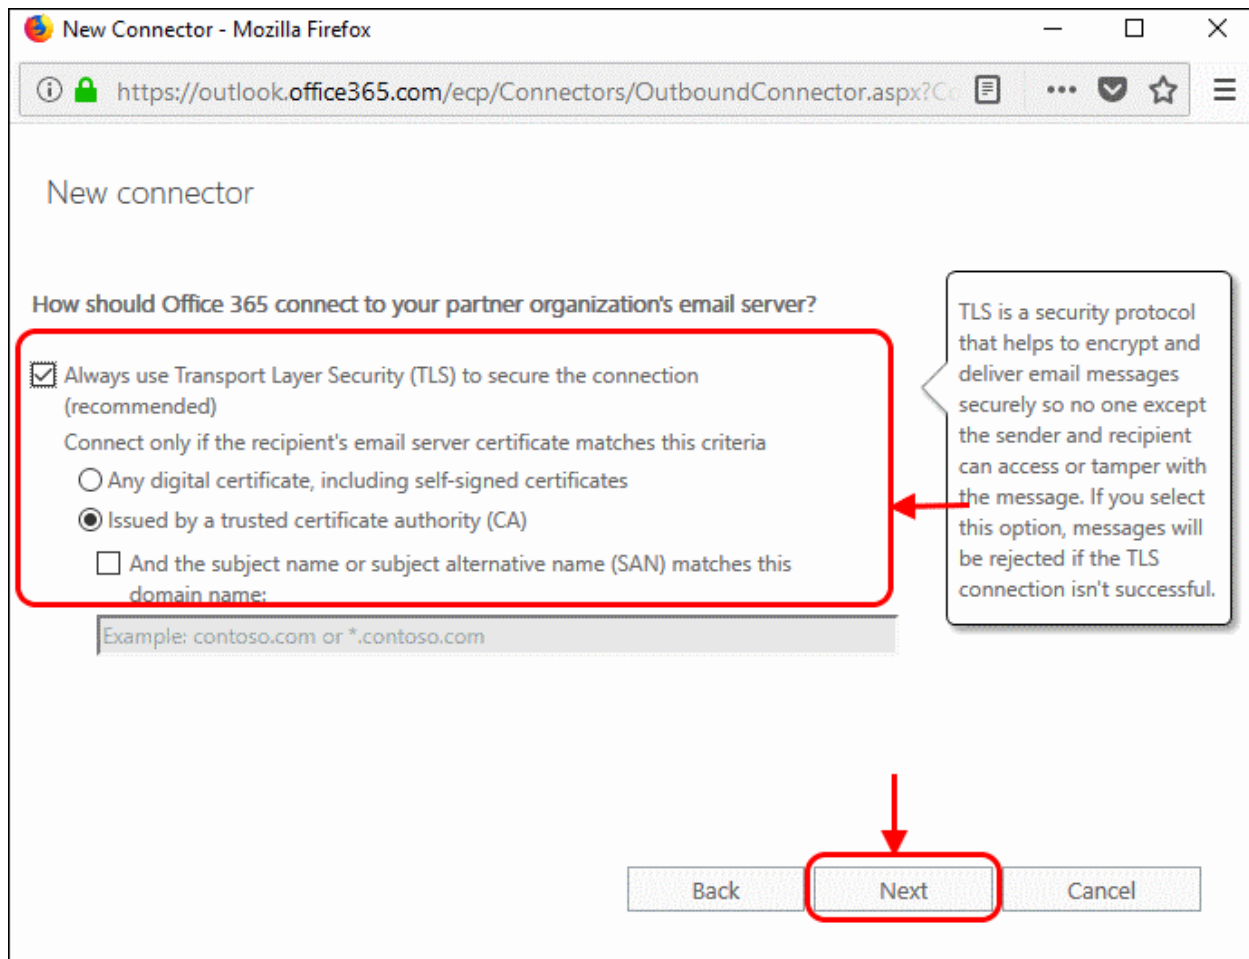 New Connector - Mozilla Firefox
https://outlook.office365.com/ecp/Connectors/OutboundConnector.aspx?Co
New connector
How should Office 365 connect to your partner organization's email server?
Always use Transport Layer Security (TLS) to secure the connection
(recommended)
Connect only if the recipient's email server certificate matches this criteria
Any digital certificate, including self-signed certificates
Issued by a trusted certificate authority (CA)
And the subject name or subject alternative name (SAN) matches this
domain name:
Example: contoso.com or *.contoso.com
TLS is a security protocol
that helps to encrypt and
deliver email messages
securely so no one except
the sender and recipient
can access or tamper with
the message. If you select
this option, messages will
be rejected if the TLS
connection isn't successful.
Back
Next
Cancel